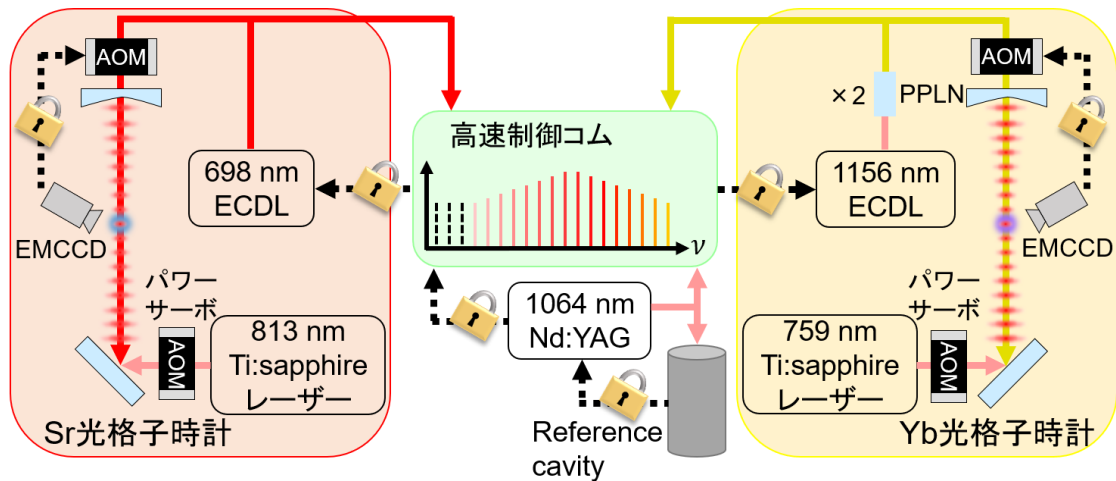 AOM
698 nm
ECDL
EMCCD
パワー
サーボ
AOM
813 nm
Ti:sapphire
レーザー
Sr光格子時計
高速制御コム
ν
1064 nm
Nd:YAG
Reference
cavity
AOM
×2
PPLN
1156 nm
ECDL
EMCCD
パワー
サーボ
759 nm
Ti:sapphire
レーザー
AOM
Yb光格子時計